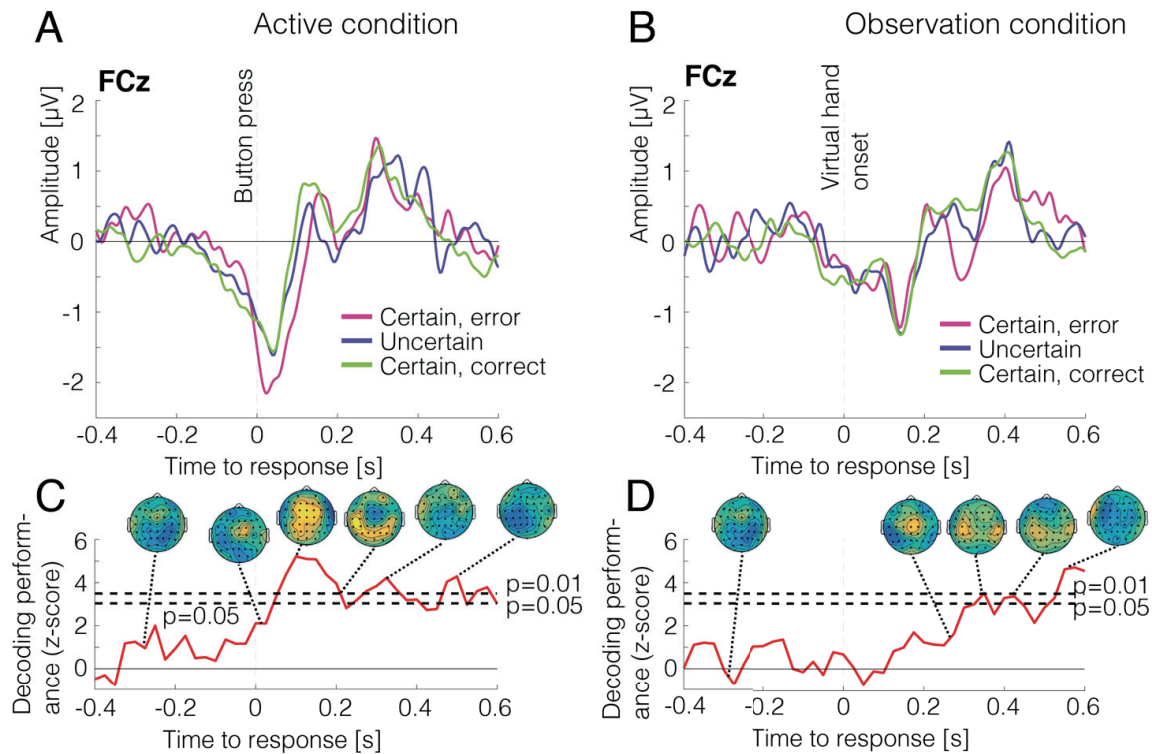 A
Active condition
FCz
Button press
Amplitude [µV]
2
1
0
-1
-2
Certain, error
Uncertain
Certain, correct
-0.4
-0.2
0
0.2
0.4
0.6
Time to response [s]
B
Observation condition
FCz
Virtual hand
onset
Amplitude [µV]
2
1
0
-1
-2
Certain, error
Uncertain
Certain, correct
-0.4
-0.2
0
0.2
0.4
0.6
Time to response [s]
C
Decoding perform-
ance (z-score)
6
4
2
0
p=0.05
p=0.01
p=0.05
-0.4
-0.2
0
0.2
0.4
0.6
Time to response [s]
D
Decoding perform-
ance (z-score)
6
4
2
0
p=0.01
p=0.05
-0.4
-0.2
0
0.2
0.4
0.6
Time to response [s]